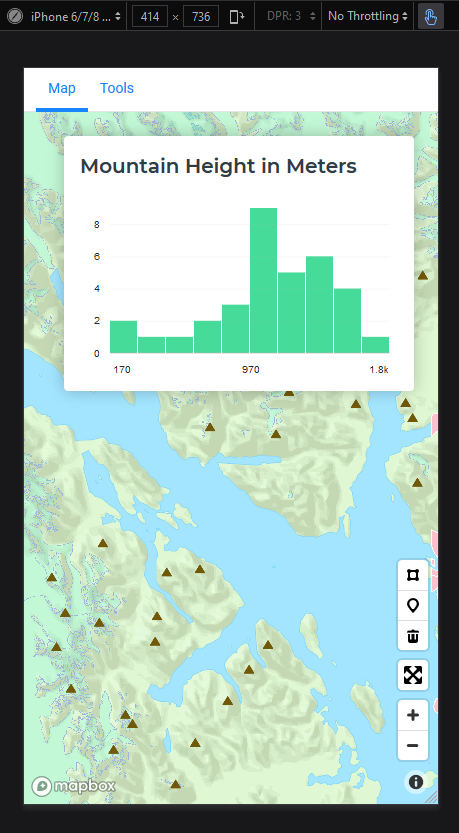 iPhone 6/7/8 ... 414 × 736 DPR: 3 No Throttling
Map Tools
Mountain Height in Meters
8
6
4
2
0
170 970 1.8k
mapbox